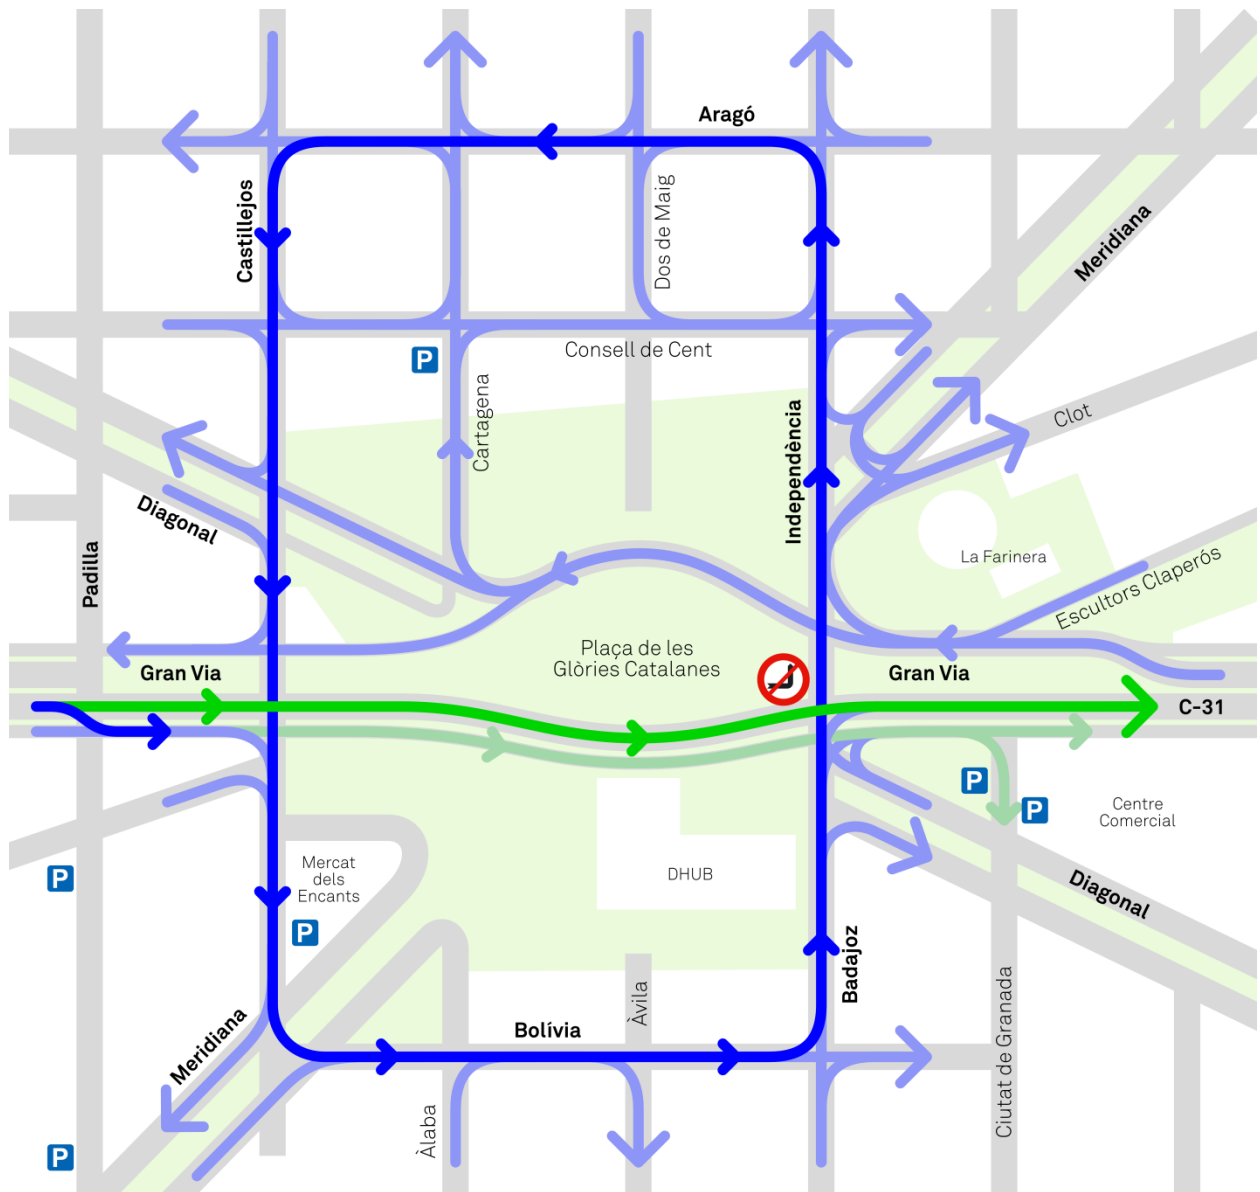 Aragó
Castillejos
Dos de Maig
Meridiana
Consell de Cent
P
Cartagena
Independència
Clot
Diagonal
Padilla
La Farinera
Escultors Claperós
Plaça de les
Glòries Catalanes
Gran Via
Gran Via
C-31
P
P
Centre
Comercial
Mercat
dels
Encants
DHUB
P
P
Diagonal
Badajoz
Àvila
Bolívia
Meridiana
Ciutat de Granada
Àlaba
P